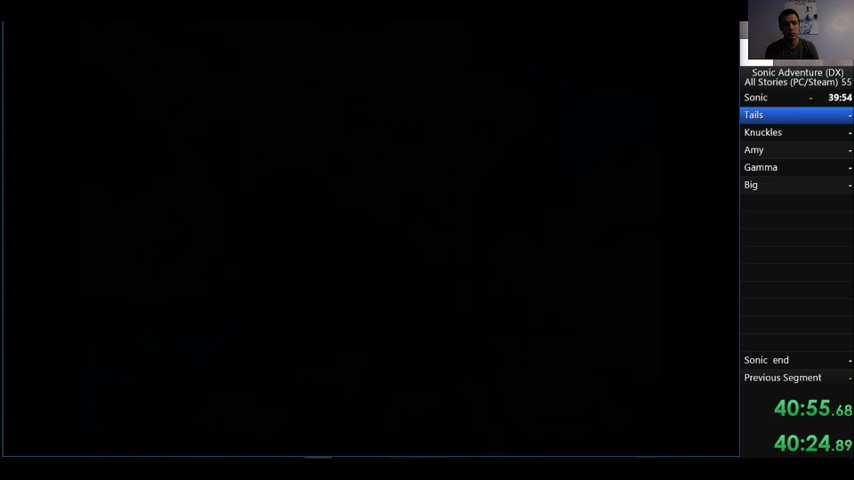 Sonic Adventure (DX)
All Stories (PC/Steam) 55
Sonic - 39:54
Tails -
Knuckles -
Amy -
Gamma -
Big -
Sonic end -
Previous Segment -
40:55.68
40:24.89